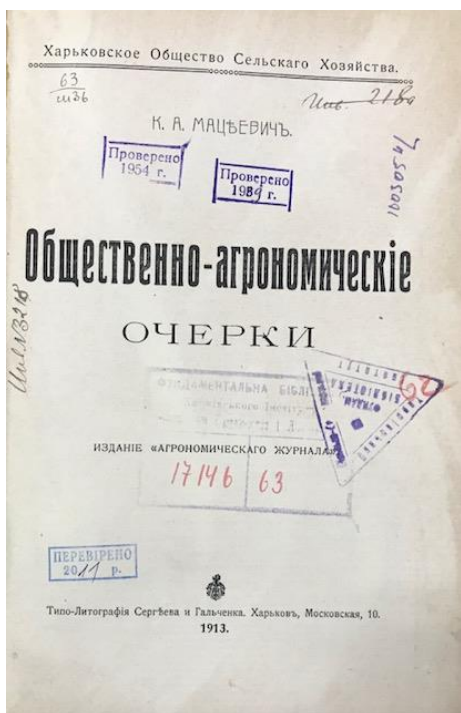 Харьковское Общество Сельскаго Хозяйства.
63
ш36
Инв. 218а
К. А. МАЦѢЕВИЧЪ.
Проверено
1954 г.
Проверено
1989 г.
Общественно-агрономическіе
ОЧЕРКИ
ФУНДАМЕНТАЛЬНА
ИЗДАНІЕ «АГРОНОМИЧЕСКАГО ЖУРНАЛА»
17146 63
ПЕРЕВІРЕНО
2011 р.
Типо-Литографія Сергѣева и Гальченка. Харьковъ, Московская, 10.
1913.